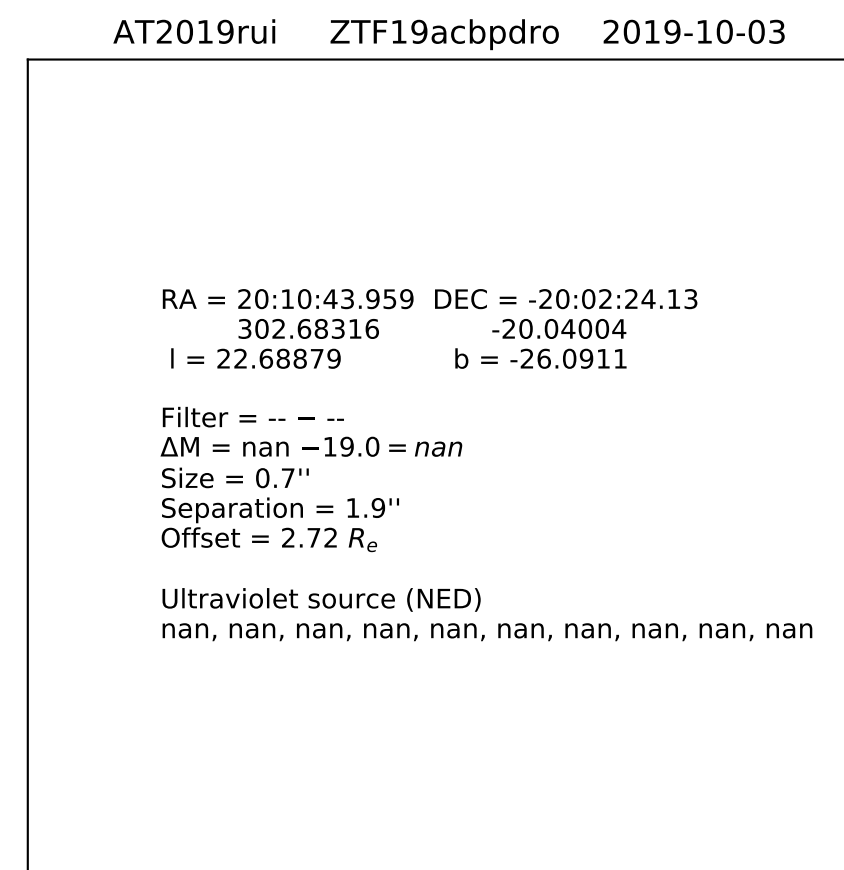 AT2019rui ZTF19acbpdro 2019-10-03
RA = 20:10:43.959 DEC = -20:02:24.13
302.68316 -20.04004
l = 22.68879 b = -26.0911
Filter = -- − --
ΔM = nan −19.0 = nan
Size = 0.7''
Separation = 1.9''
Offset = 2.72 Re
Ultraviolet source (NED)
nan, nan, nan, nan, nan, nan, nan, nan, nan, nan